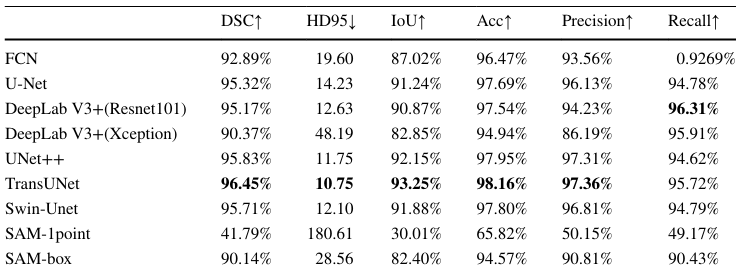 DSC↑ HD95↓ IoU↑ Acc↑ Precision↑ Recall↑
FCN 92.89% 19.60 87.02% 96.47% 93.56% 0.9269%
U-Net 95.32% 14.23 91.24% 97.69% 96.13% 94.78%
DeepLab V3+(Resnet101) 95.17% 12.63 90.87% 97.54% 94.23% 96.31%
DeepLab V3+(Xception) 90.37% 48.19 82.85% 94.94% 86.19% 95.91%
UNet++ 95.83% 11.75 92.15% 97.95% 97.31% 94.62%
TransUNet 96.45% 10.75 93.25% 98.16% 97.36% 95.72%
Swin-Unet 95.71% 12.10 91.88% 97.80% 96.81% 94.79%
SAM-1point 41.79% 180.61 30.01% 65.82% 50.15% 49.17%
SAM-box 90.14% 28.56 82.40% 94.57% 90.81% 90.43%